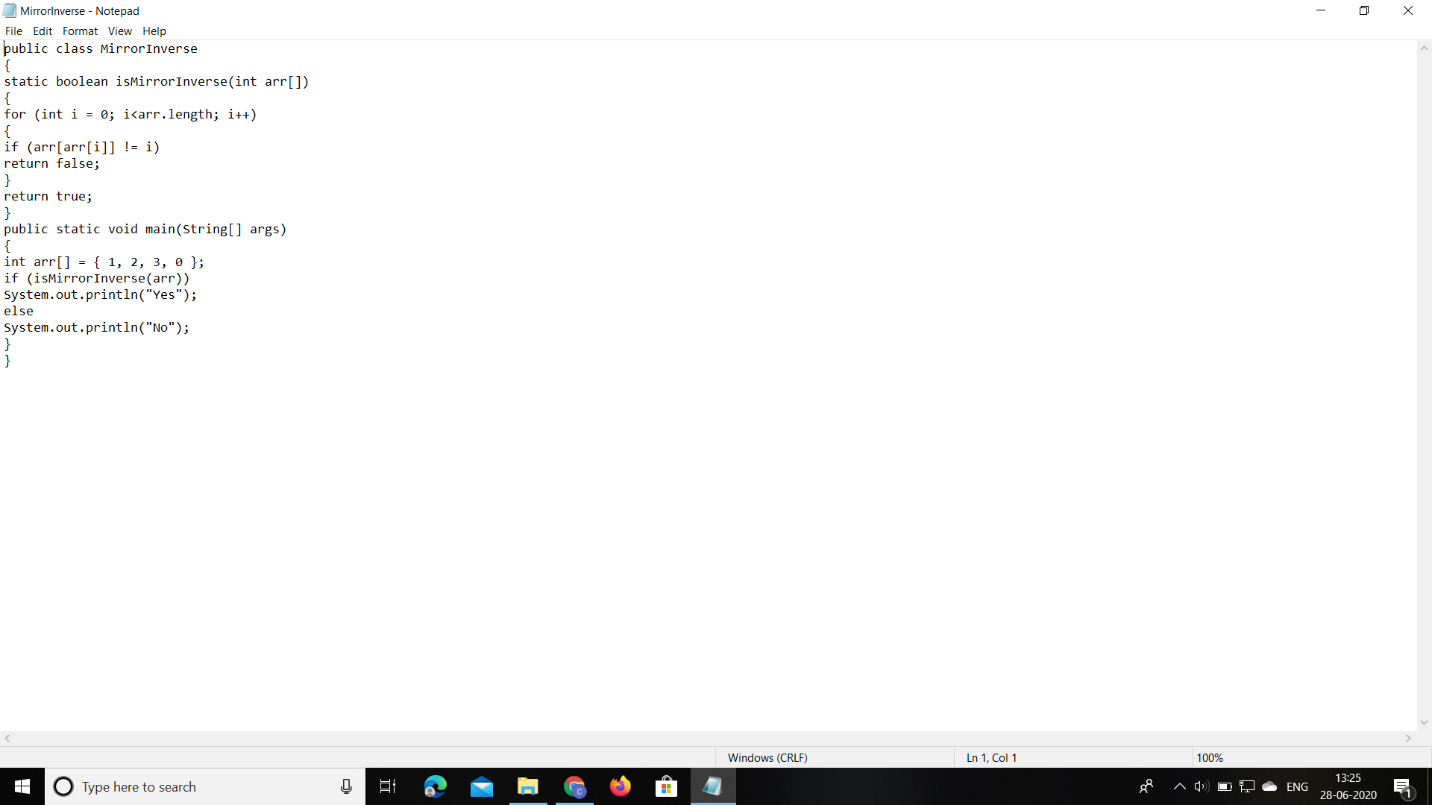 MirrorInverse - Notepad
File Edit Format View Help
public class MirrorInverse
{
static boolean isMirrorInverse(int arr[])
{
for (int i = 0; i<arr.length; i++)
{
if (arr[arr[i]] != i)
return false;
}
return true;
}
public static void main(String[] args)
{
int arr[] = { 1, 2, 3, 0 };
if (isMirrorInverse(arr))
System.out.println("Yes");
else
System.out.println("No");
}
}
Windows (CRLF) Ln 1, Col 1 100%
Type here to search
C
ENG
13:25
28-06-2020
1